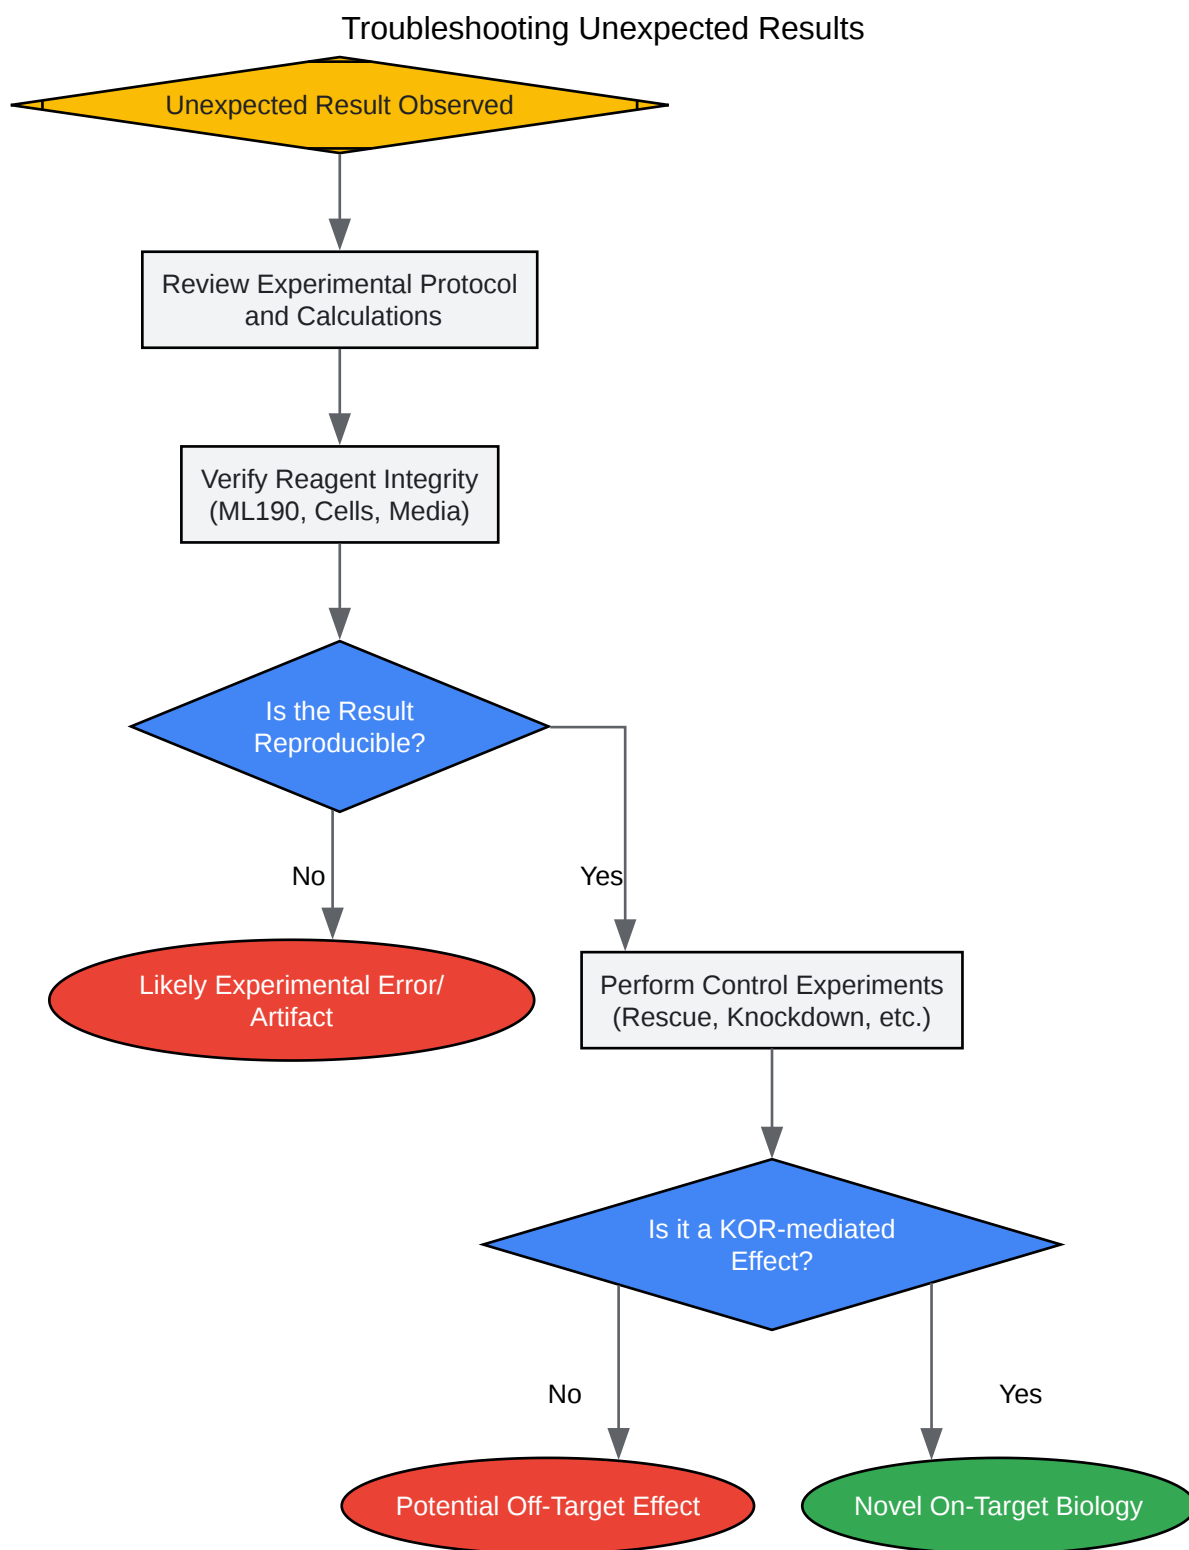 Troubleshooting Unexpected Results
Unexpected Result Observed
Review Experimental Protocol
and Calculations
Verify Reagent Integrity
(ML190, Cells, Media)
Is the Result
Reproducible?
No
Yes
Likely Experimental Error/
Artifact
Perform Control Experiments
(Rescue, Knockdown, etc.)
Is it a KOR-mediated
Effect?
No
Yes
Potential Off-Target Effect
Novel On-Target Biology